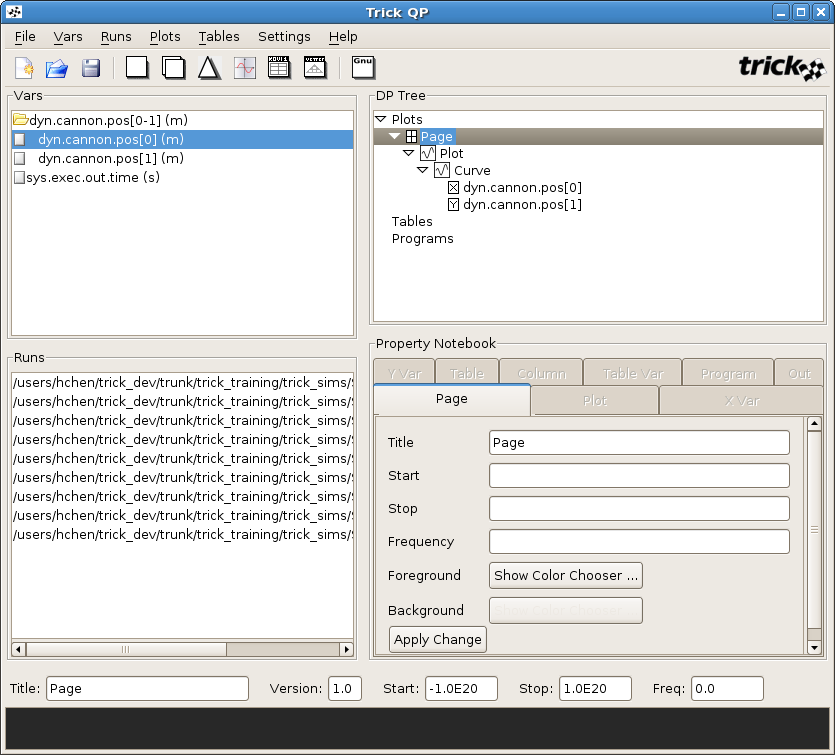 Trick QP
File Vars Runs Plots Tables Settings Help
Gnu
trick
Vars
dyn.cannon.pos[0-1] (m)
dyn.cannon.pos[0] (m)
dyn.cannon.pos[1] (m)
sys.exec.out.time (s)
DP Tree
Plots
Page
Plot
Curve
X dyn.cannon.pos[0]
Y dyn.cannon.pos[1]
Tables
Programs
Runs
/users/hchen/trick_dev/trunk/trick_training/trick_sims/
/users/hchen/trick_dev/trunk/trick_training/trick_sims/
/users/hchen/trick_dev/trunk/trick_training/trick_sims/
/users/hchen/trick_dev/trunk/trick_training/trick_sims/
/users/hchen/trick_dev/trunk/trick_training/trick_sims/
/users/hchen/trick_dev/trunk/trick_training/trick_sims/
/users/hchen/trick_dev/trunk/trick_training/trick_sims/
/users/hchen/trick_dev/trunk/trick_training/trick_sims/
/users/hchen/trick_dev/trunk/trick_training/trick_sims/
Property Notebook
Y Var Table Column Table Var Program Out
Page Plot X Var
Title Page
Start
Stop
Frequency
Foreground Show Color Chooser ...
Background Show Color Chooser ...
Apply Change
Title: Page Version: 1.0 Start: -1.0E20 Stop: 1.0E20 Freq: 0.0